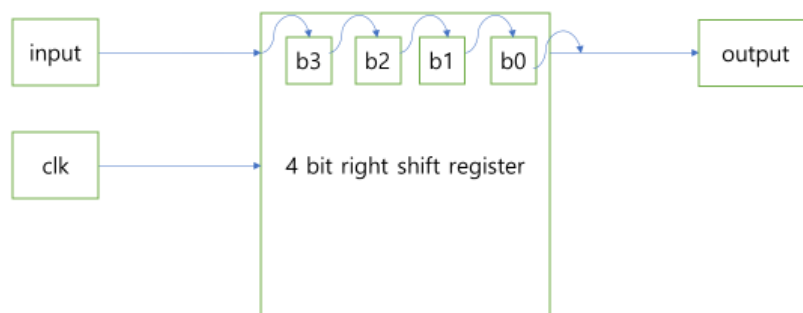 input
b3
b2
b1
b0
output
clk
4 bit right shift register